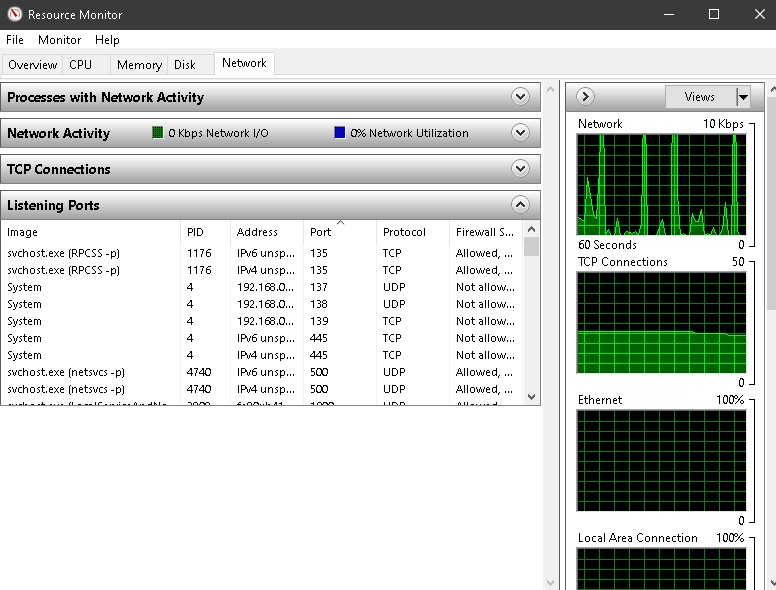 Resource Monitor
File Monitor Help
Overview CPU Memory Disk Network
Processes with Network Activity
Network Activity 0 Kbps Network I/O 0% Network Utilization
TCP Connections
Listening Ports
Image PID Address Port Protocol Firewall S...
svchost.exe (RPCSS -p) 1176 IPv6 unsp... 135 TCP Allowed, ...
svchost.exe (RPCSS -p) 1176 IPv4 unsp... 135 TCP Allowed, ...
System 4 192.168.0... 137 UDP Not allow...
System 4 192.168.0... 138 UDP Not allow...
System 4 192.168.0... 139 TCP Not allow...
System 4 IPv6 unsp... 445 TCP Not allow...
System 4 IPv4 unsp... 445 TCP Not allow...
svchost.exe (netsvcs -p) 4740 IPv6 unsp... 500 UDP Allowed, ...
svchost.exe (netsvcs -p) 4740 IPv4 unsp... 500 UDP Allowed, ...
Views
Network 10 Kbps
60 Seconds 0
TCP Connections 50
0
Ethernet 100%
0
Local Area Connection 100%